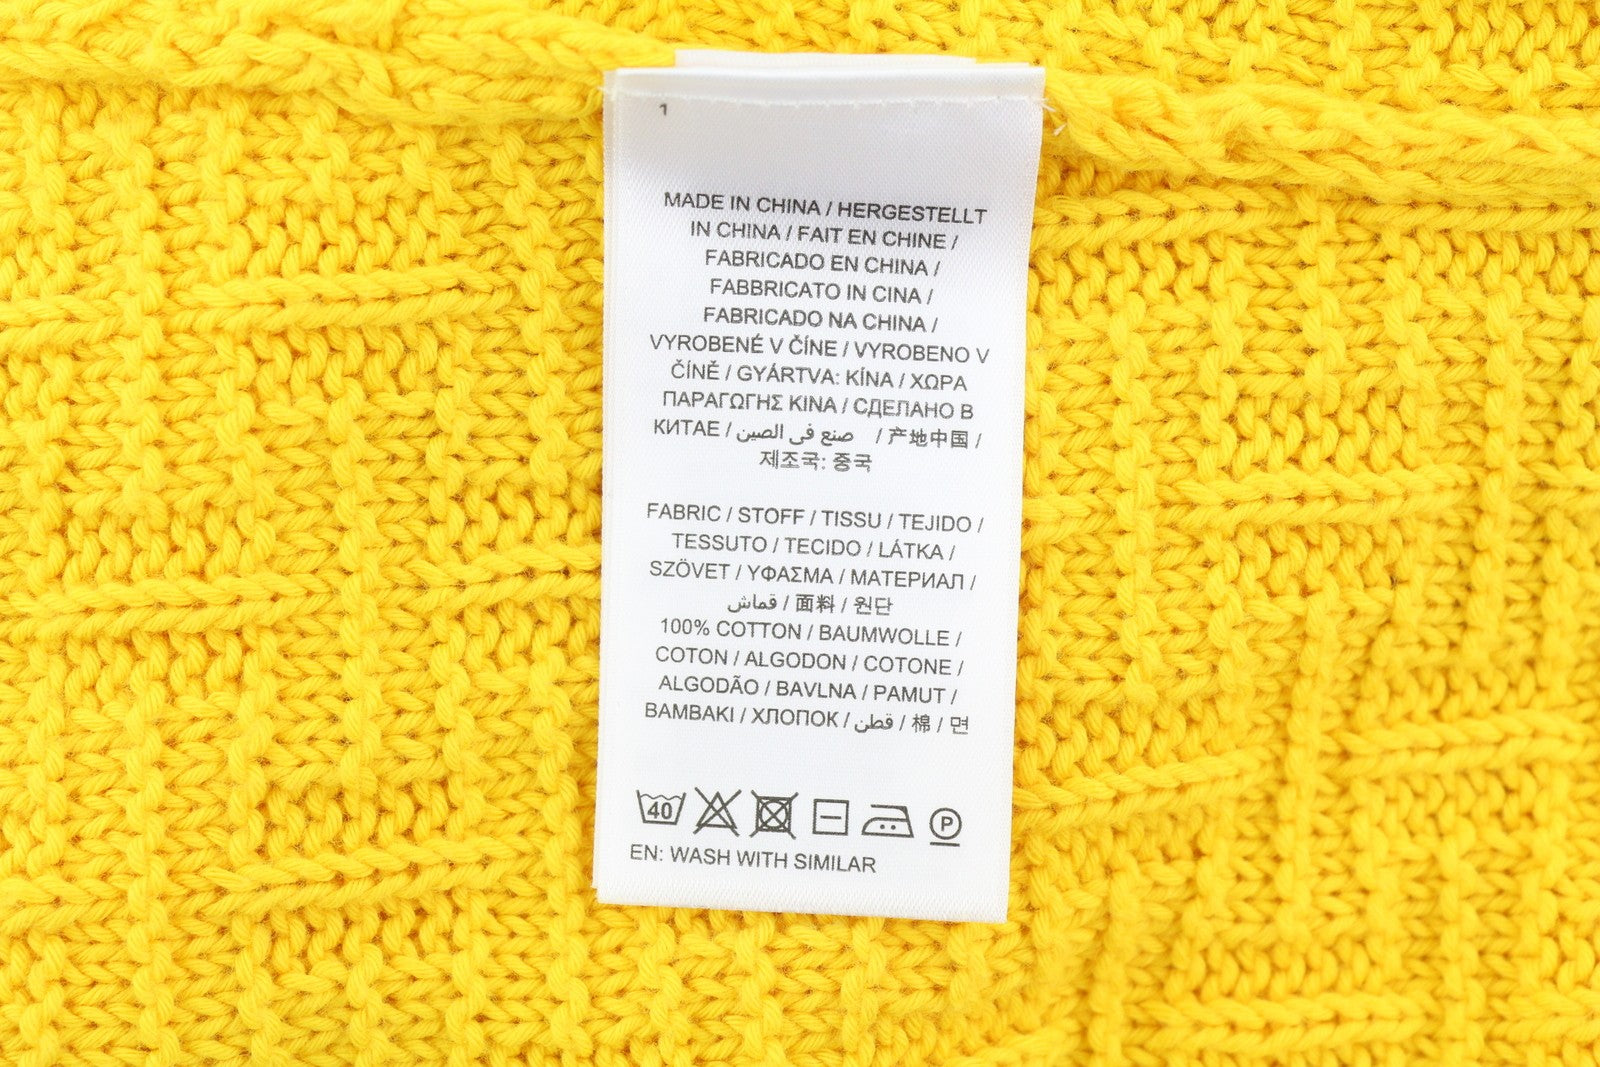 1
MADE IN CHINA / HERGESTELLT
IN CHINA / FAIT EN CHINE /
FABRICADO EN CHINA /
FABBRICATO IN CINA /
FABRICADO NA CHINA /
VYROBENÉ V ČÍNE / VYROBENO V
ČÍNĚ / GYÁRTVA: KÍNA / ΧΩΡΑ
ΠΑΡΑΓΩΓΗΣ ΚΙΝΑ / СДЕЛАНО В
КИТАЕ / صنع فى الصين / 产地中国 /
제조국: 중국
FABRIC / STOFF / TISSU / TEJIDO /
TESSUTO / TECIDO / LÁTKA /
SZÖVET / ΥΦΑΣΜΑ / МАТЕРИАЛ /
قماش / 面料 / 원단
100% COTTON / BAUMWOLLE /
COTON / ALGODON / COTONE /
ALGODÃO / BAVLNA / PAMUT /
ΒΑΜΒΑΚΙ / ХЛОПОК / قطن / 棉 / 면
40 P
EN: WASH WITH SIMILAR